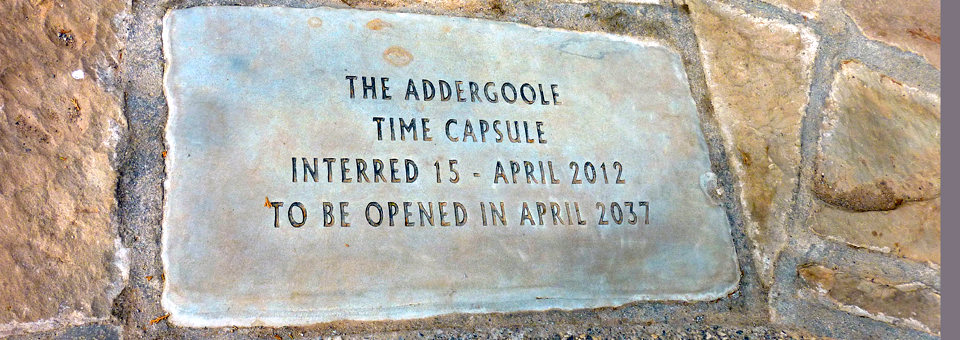 THE ADDERGOOLE
TIME CAPSULE
INTERRED 15 - APRIL 2012
TO BE OPENED IN APRIL 2037